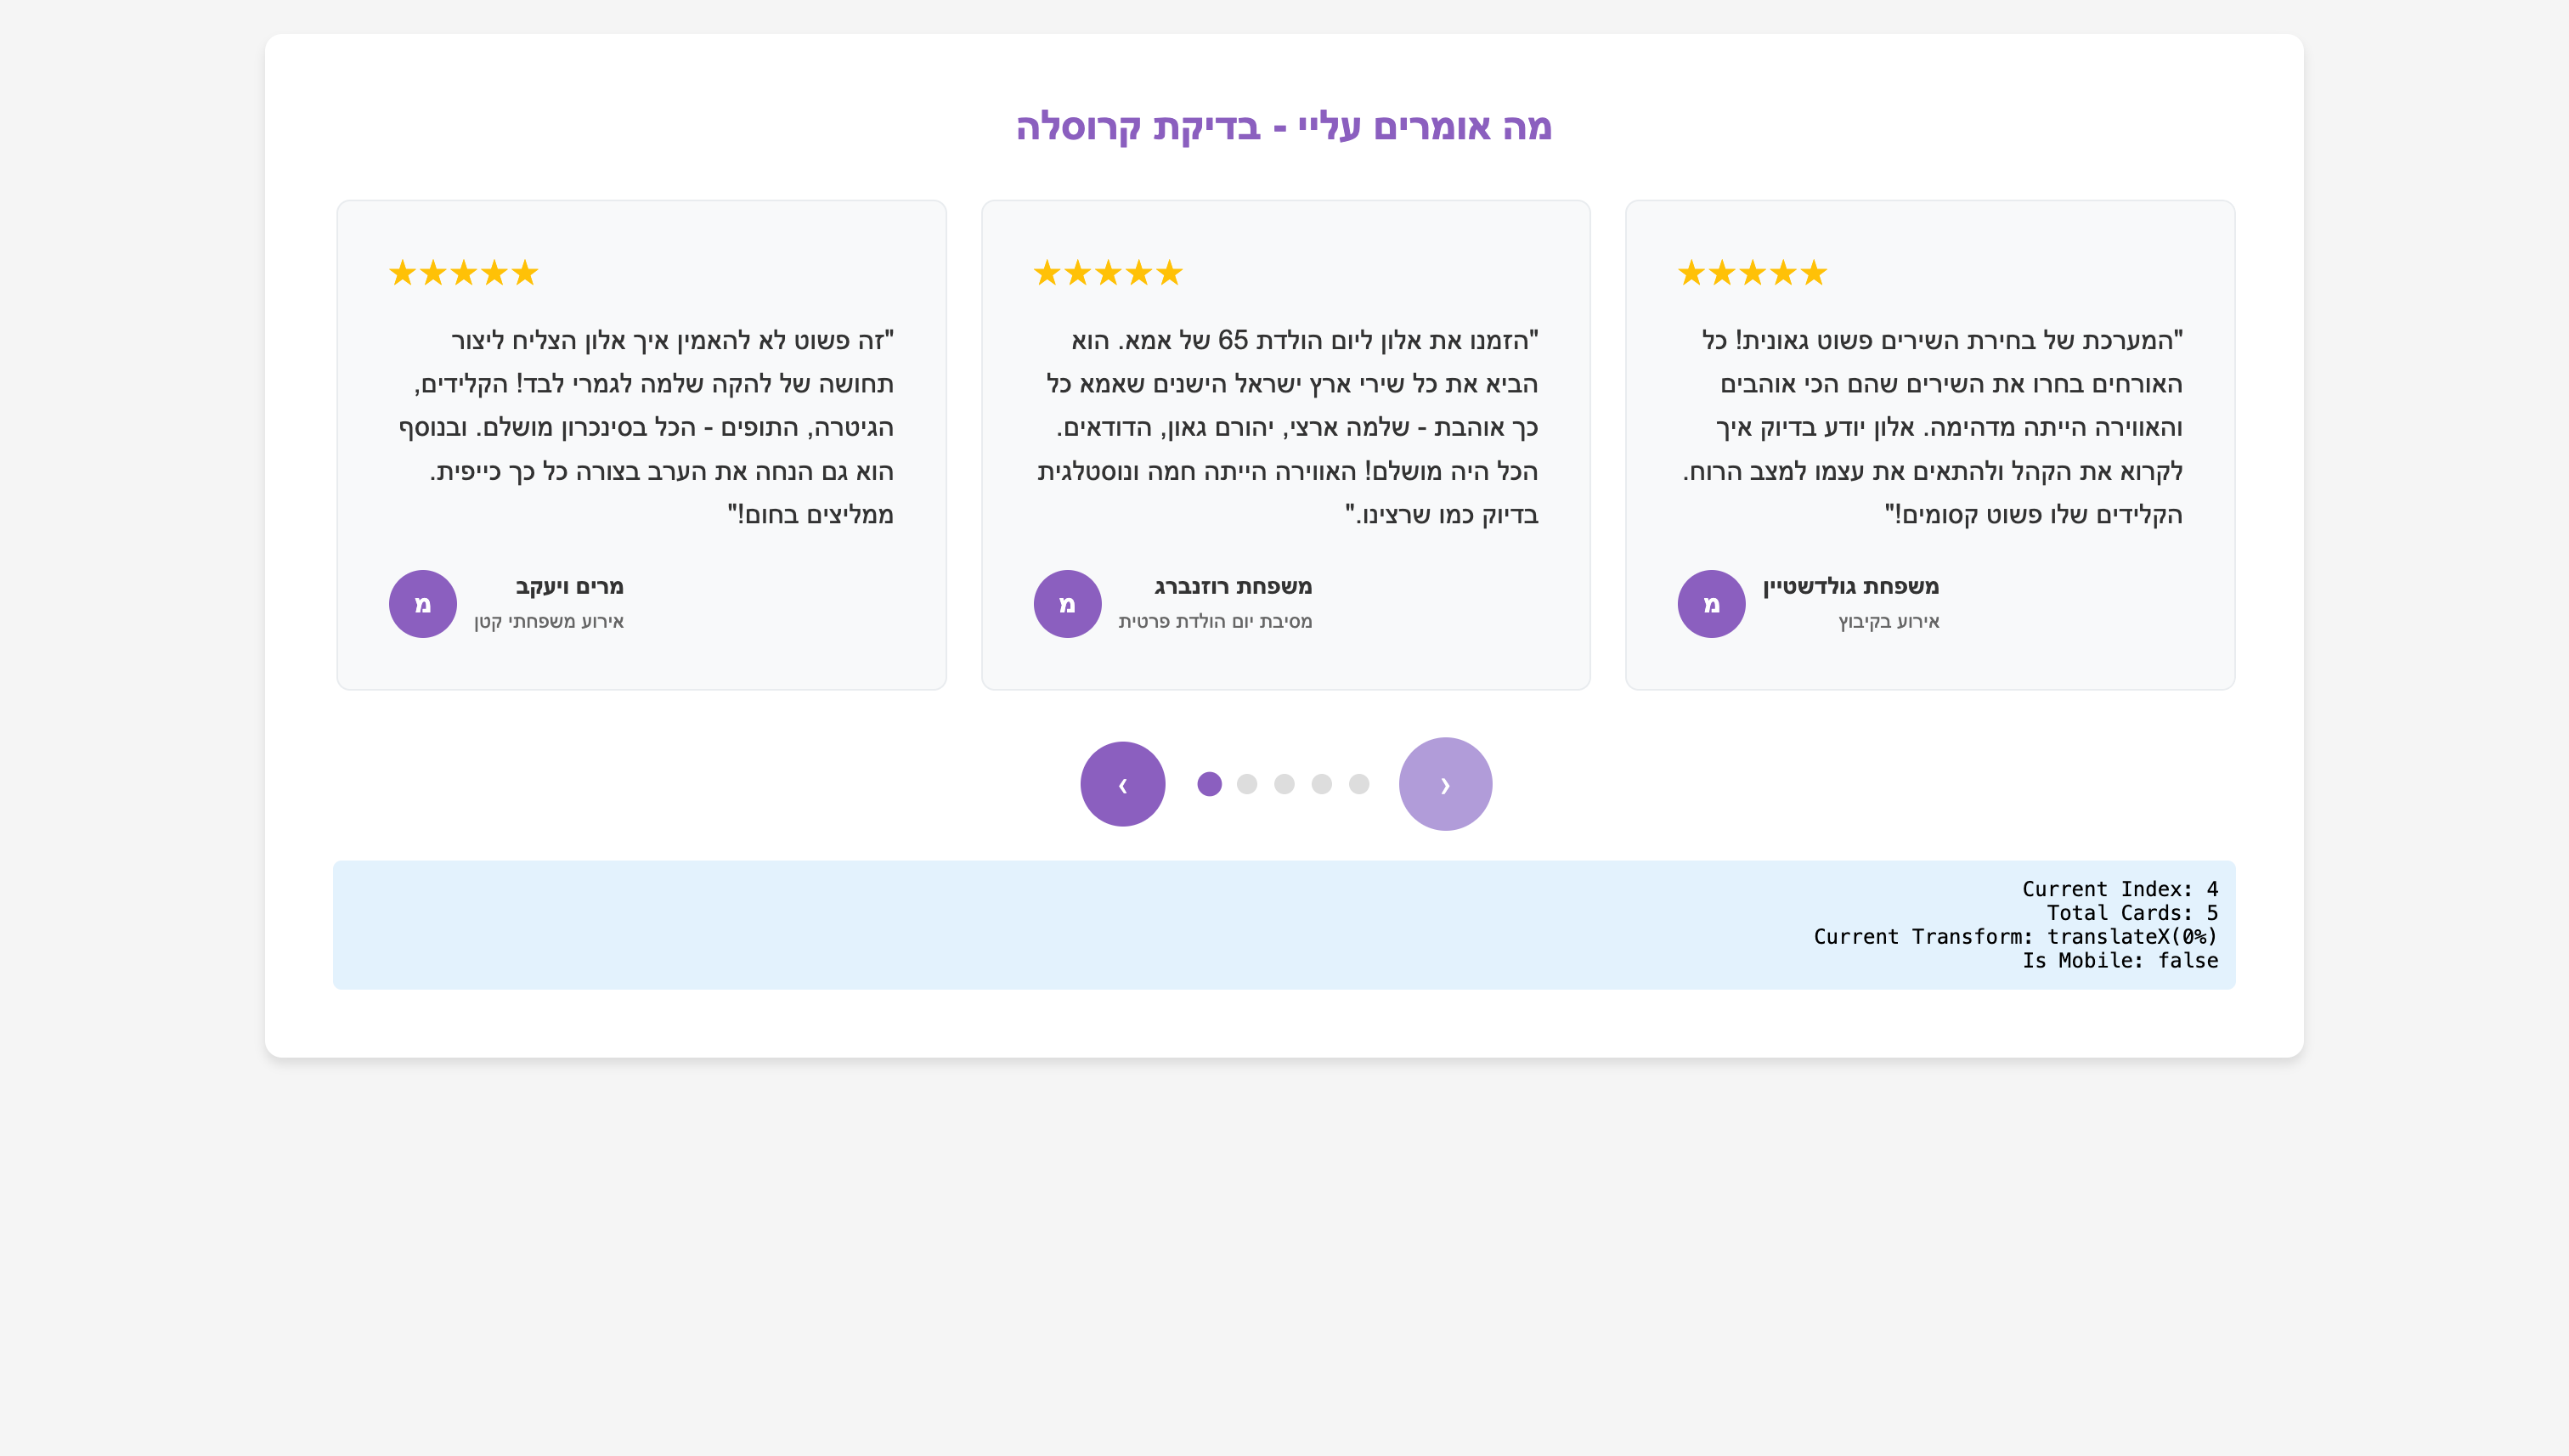 מה אומרים עליי - בדיקת קרוסלה
★★★★★
"המערכת של בחירת השירים פשוט גאונית! כל
האורחים בחרו את השירים שהם הכי אוהבים
והאווירה הייתה מדהימה. אלון יודע בדיוק איך
לקרוא את הקהל ולהתאים את עצמו למצב הרוח.
הקלידים שלו פשוט קסומים!"
משפחת גולדשטיין
אירוע בקיבוץ
מ
★★★★★
"הזמנו את אלון ליום הולדת 65 של אמא. הוא
הביא את כל שירי ארץ ישראל הישנים שאמא כל
כך אוהבת - שלמה ארצי, יהורם גאון, הדודאים.
הכל היה מושלם! האווירה הייתה חמה ונוסטלגית
בדיוק כמו שרצינו."
משפחת רוזנברג
מסיבת יום הולדת פרטית
מ
★★★★★
"זה פשוט לא להאמין איך אלון הצליח ליצור
תחושה של להקה שלמה לגמרי לבד! הקלידים,
הגיטרה, התופים - הכל בסינכרון מושלם. ובנוסף
הוא גם הנחה את הערב בצורה כל כך כייפית.
ממליצים בחום!"
מרים ויעקב
אירוע משפחתי קטן
מ
Current Index: 4
Total Cards: 5
Current Transform: translateX(0%)
Is Mobile: false